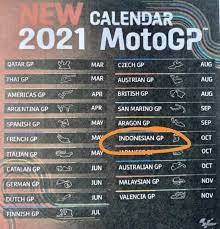 NEW CALENDAR
2021 MotoGP™
QATAR GP MAR
THAI GP MAR
AMERICAS GP APR
ARGENTINA GP APR
SPANISH GP MAY
FRENCH GP MAY
ITALIAN GP MAY
CATALAN GP JUN
GERMAN GP JUN
DUTCH GP JUN
FINNISH GP JUL
CZECH GP AUG
AUSTRIAN GP AUG
BRITISH GP AUG
SAN MARINO GP SEP
ARAGON GP SEP
INDONESIAN GP OCT
OCT
AUSTRALIAN GP OCT
MALAYSIAN GP NOV
VALENCIA GP NOV